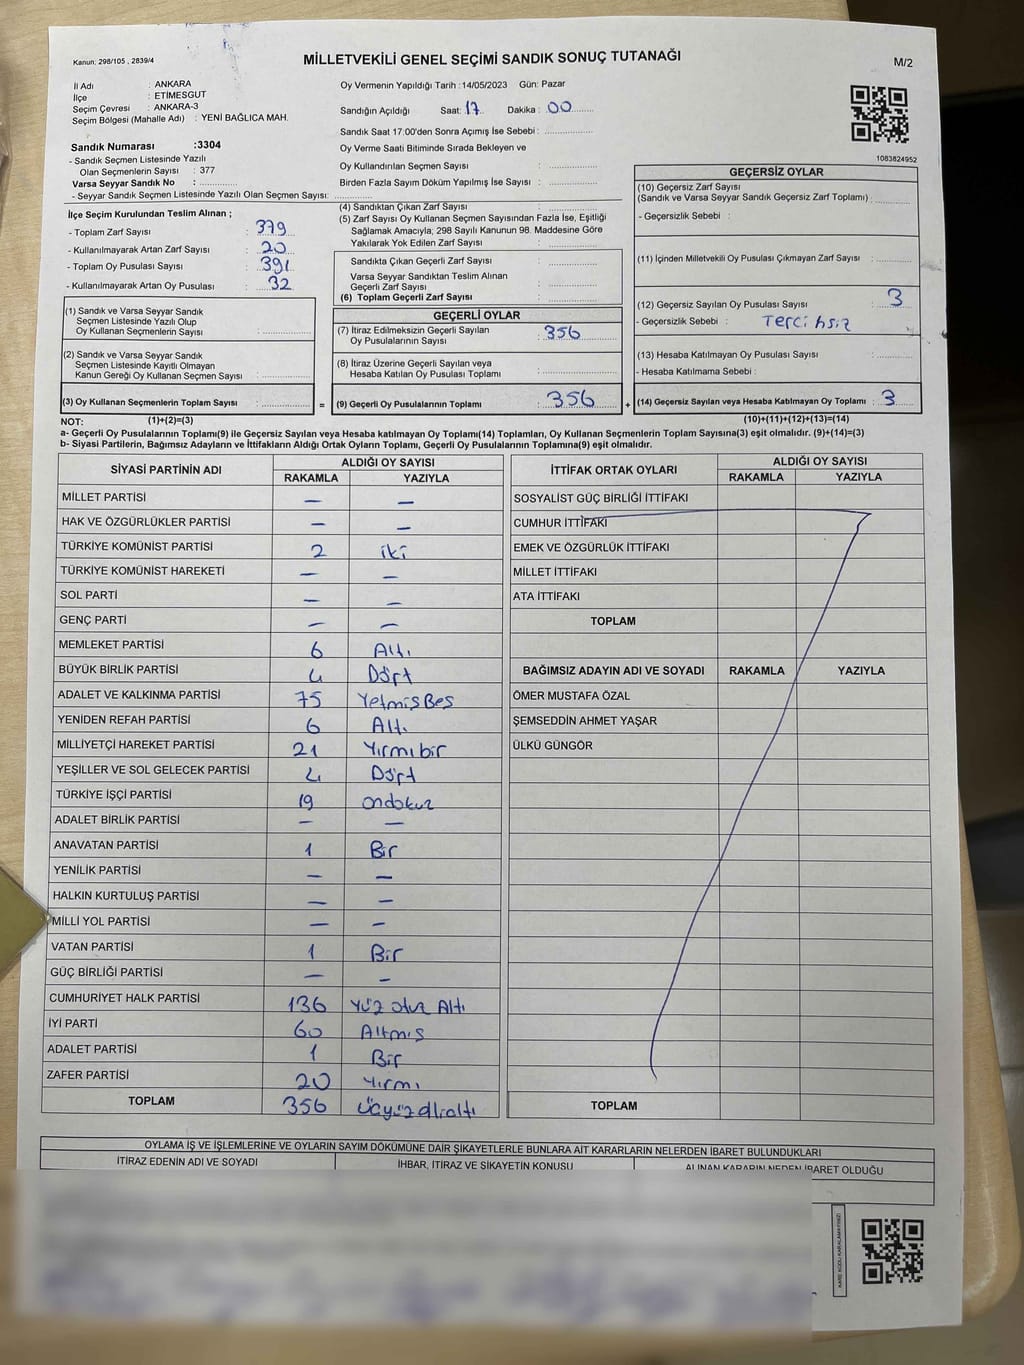 Kanun: 298/105 , 2839/4
MİLLETVEKİLİ GENEL SEÇİMİ SANDIK SONUÇ TUTANAĞI
M/2
İl Adı : ANKARA
İlçe : ETİMESGUT
Seçim Çevresi : ANKARA-3
Seçim Bölgesi (Mahalle Adı) : YENİ BAĞLICA MAH.
Oy Vermenin Yapıldığı Tarih :14/05/2023 Gün: Pazar
Sandığın Açıldığı Saat: 17 Dakika : 00
Sandık Saat 17:00'den Sonra Açımış İse Sebebi :
Oy Verme Saati Bitiminde Sırada Bekleyen ve
Oy Kullandırılan Seçmen Sayısı :
Birden Fazla Sayım Döküm Yapılmış İse Sayısı :
Sandık Numarası :3304
- Sandık Seçmen Listesinde Yazılı
Olan Seçmenlerin Sayısı : 377
Varsa Seyyar Sandık No :
- Seyyar Sandık Seçmen Listesinde Yazılı Olan Seçmen Sayısı:
1083824952
İlçe Seçim Kurulundan Teslim Alınan ;
- Toplam Zarf Sayısı : 379
- Kullanılmayarak Artan Zarf Sayısı : 20
- Toplam Oy Pusulası Sayısı : 391
- Kullanılmayarak Artan Oy Pusulası : 32
(4) Sandıktan Çıkan Zarf Sayısı :
(5) Zarf Sayısı Oy Kullanan Seçmen Sayısından Fazla İse, Eşitliği
Sağlamak Amacıyla; 298 Sayılı Kanunun 98. Maddesine Göre
Yakılarak Yok Edilen Zarf Sayısı :
Sandıkta Çıkan Geçerli Zarf Sayısı :
Varsa Seyyar Sandıktan Teslim Alınan
Geçerli Zarf Sayısı :
(6) Toplam Geçerli Zarf Sayısı :
GEÇERSİZ OYLAR
(10) Geçersiz Zarf Sayısı
(Sandık ve Varsa Seyyar Sandık Geçersiz Zarf Toplamı) :
- Geçersizlik Sebebi :
(11) İçinden Milletvekili Oy Pusulası Çıkmayan Zarf Sayısı :
(12) Geçersiz Sayılan Oy Pusulası Sayısı : 3
- Geçersizlik Sebebi : Tercihsiz
(13) Hesaba Katılmayan Oy Pusulası Sayısı :
- Hesaba Katılmama Sebebi :
(14) Geçersiz Sayılan veya Hesaba Katılmayan Oy Toplamı : 3
(1) Sandık ve Varsa Seyyar Sandık
Seçmen Listesinde Yazılı Olup
Oy Kullanan Seçmenlerin Sayısı :
(2) Sandık ve Varsa Seyyar Sandık
Seçmen Listesinde Kayıtlı Olmayan
Kanun Gereği Oy Kullanan Seçmen Sayısı :
(3) Oy Kullanan Seçmenlerin Toplam Sayısı :
=
GEÇERLİ OYLAR
(7) İtiraz Edilmeksizin Geçerli Sayılan
Oy Pusulalarının Sayısı : 356
(8) İtiraz Üzerine Geçerli Sayılan veya
Hesaba Katılan Oy Pusulası Toplamı :
(9) Geçerli Oy Pusulalarının Toplamı : 356
+
NOT: (1)+(2)=(3)
(10)+(11)+(12)+(13)=(14)
a- Geçerli Oy Pusulaları Toplamı(9) ile Geçersiz Sayılan veya Hesaba katılmayan Oy Toplamı(14) Toplamları, Oy Kullanan Seçmenlerin Toplam Sayısına(3) eşit olmalıdır. (9)+(14)=(3)
b- Siyasi Partilerin, Bağımsız Adayların ve İttifakların Aldığı Ortak Oyların Toplamı, Geçerli Oy Pusulalarının Toplamına(9) eşit olmalıdır.
SİYASİ PARTİNİN ADI ALDIĞI OY SAYISI
RAKAMLA YAZIYLA
MİLLET PARTİSİ — —
HAK VE ÖZGÜRLÜKLER PARTİSİ — —
TÜRKİYE KOMÜNİST PARTİSİ 2 iki
TÜRKİYE KOMÜNİST HAREKETİ — —
SOL PARTİ — —
GENÇ PARTİ — —
MEMLEKET PARTİSİ 6 Altı
BÜYÜK BİRLİK PARTİSİ 4 Dört
ADALET VE KALKINMA PARTİSİ 75 YetmişBeş
YENİDEN REFAH PARTİSİ 6 Altı
MİLLİYETÇİ HAREKET PARTİSİ 21 Yirmibir
YEŞİLLER VE SOL GELECEK PARTİSİ 4 Dört
TÜRKİYE İŞÇİ PARTİSİ 19 ondokuz
ADALET BİRLİK PARTİSİ — —
ANAVATAN PARTİSİ 1 Bir
YENİLİK PARTİSİ — —
HALKIN KURTULUŞ PARTİSİ — —
MİLLİ YOL PARTİSİ — —
VATAN PARTİSİ 1 Bir
GÜÇ BİRLİĞİ PARTİSİ — —
CUMHURİYET HALK PARTİSİ 136 Yüz otuz Altı
İYİ PARTİ 60 Altmış
ADALET PARTİSİ 1 Bir
ZAFER PARTİSİ 20 Yirmi
TOPLAM 356 Üçyüzellialtı
İTTİFAK ORTAK OYLARI ALDIĞI OY SAYISI
RAKAMLA YAZIYLA
SOSYALİST GÜÇ BİRLİĞİ İTTİFAKI
CUMHUR İTTİFAKI
EMEK VE ÖZGÜRLÜK İTTİFAKI
MİLLET İTTİFAKI
ATA İTTİFAKI
TOPLAM
BAĞIMSIZ ADAYIN ADI VE SOYADI RAKAMLA YAZIYLA
ÖMER MUSTAFA ÖZAL
ŞEMSEDDİN AHMET YAŞAR
ÜLKÜ GÜNGÖR
TOPLAM
OYLAMA İŞ VE İŞLEMLERİNE VE OYLARIN SAYIM DÖKÜMÜNE DAİR ŞİKAYETLERLE BUNLARA AİT KARARLARIN NELERDEN İBARET BULUNDUKLARI
İTİRAZ EDENİN ADI VE SOYADI İHBAR, İTİRAZ VE ŞİKAYETİN KONUSU ALINAN KARARIN NEDEN İBARET OLDUĞU